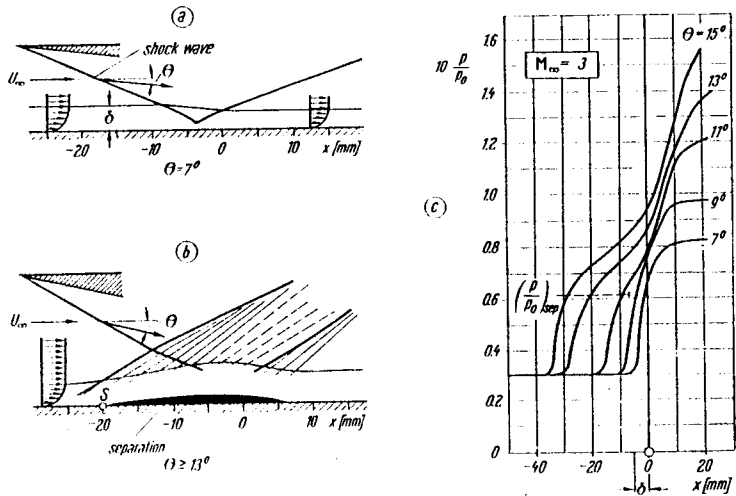 a
shock wave
U∞
Θ
δ
-20 -10 0 10 x [mm]
Θ=7°
b
U∞
Θ
S
-20 -10 0 10 x [mm]
separation
Θ ≥ 13°
c
10 p/p₀
M∞ = 3
Θ = 15°
13°
11°
9°
7°
(p/p₀)sep
1.6
1.4
1.2
1.0
0.8
0.6
0.4
0.2
0
-40 -20 0 20
δ
x [mm]